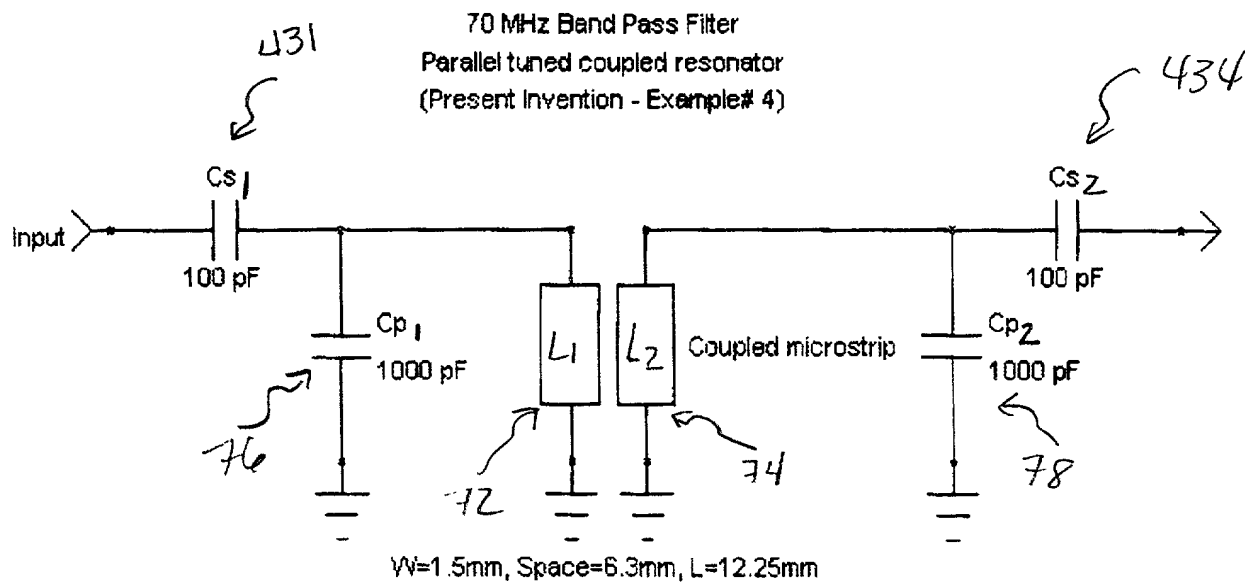 70 MHz Band Pass Filter
Parallel tuned coupled resonator
(Present Invention - Example# 4)
431
434
Cs1
Cs2
Input
100 pF
100 pF
Cp1
1000 pF
L1
L2
Coupled microstrip
Cp2
1000 pF
76
72
74
78
W=1.5mm, Space=6.3mm, L=12.25mm